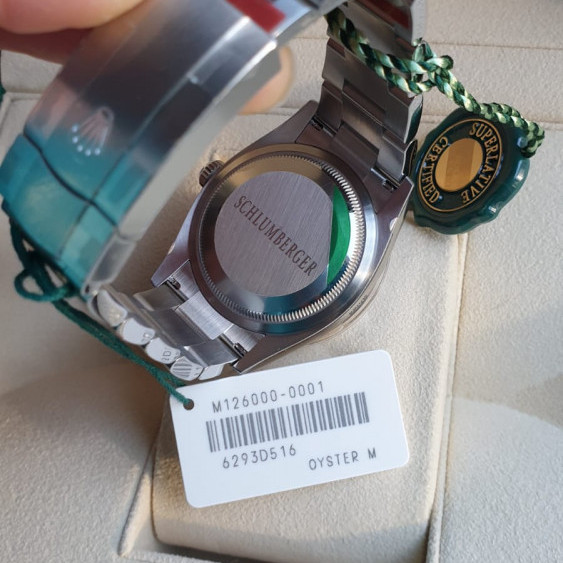 SUPERLATIVE
CERTIFIED
SCHLUMBERGER
M126000-0001
6293D516
OYSTER M